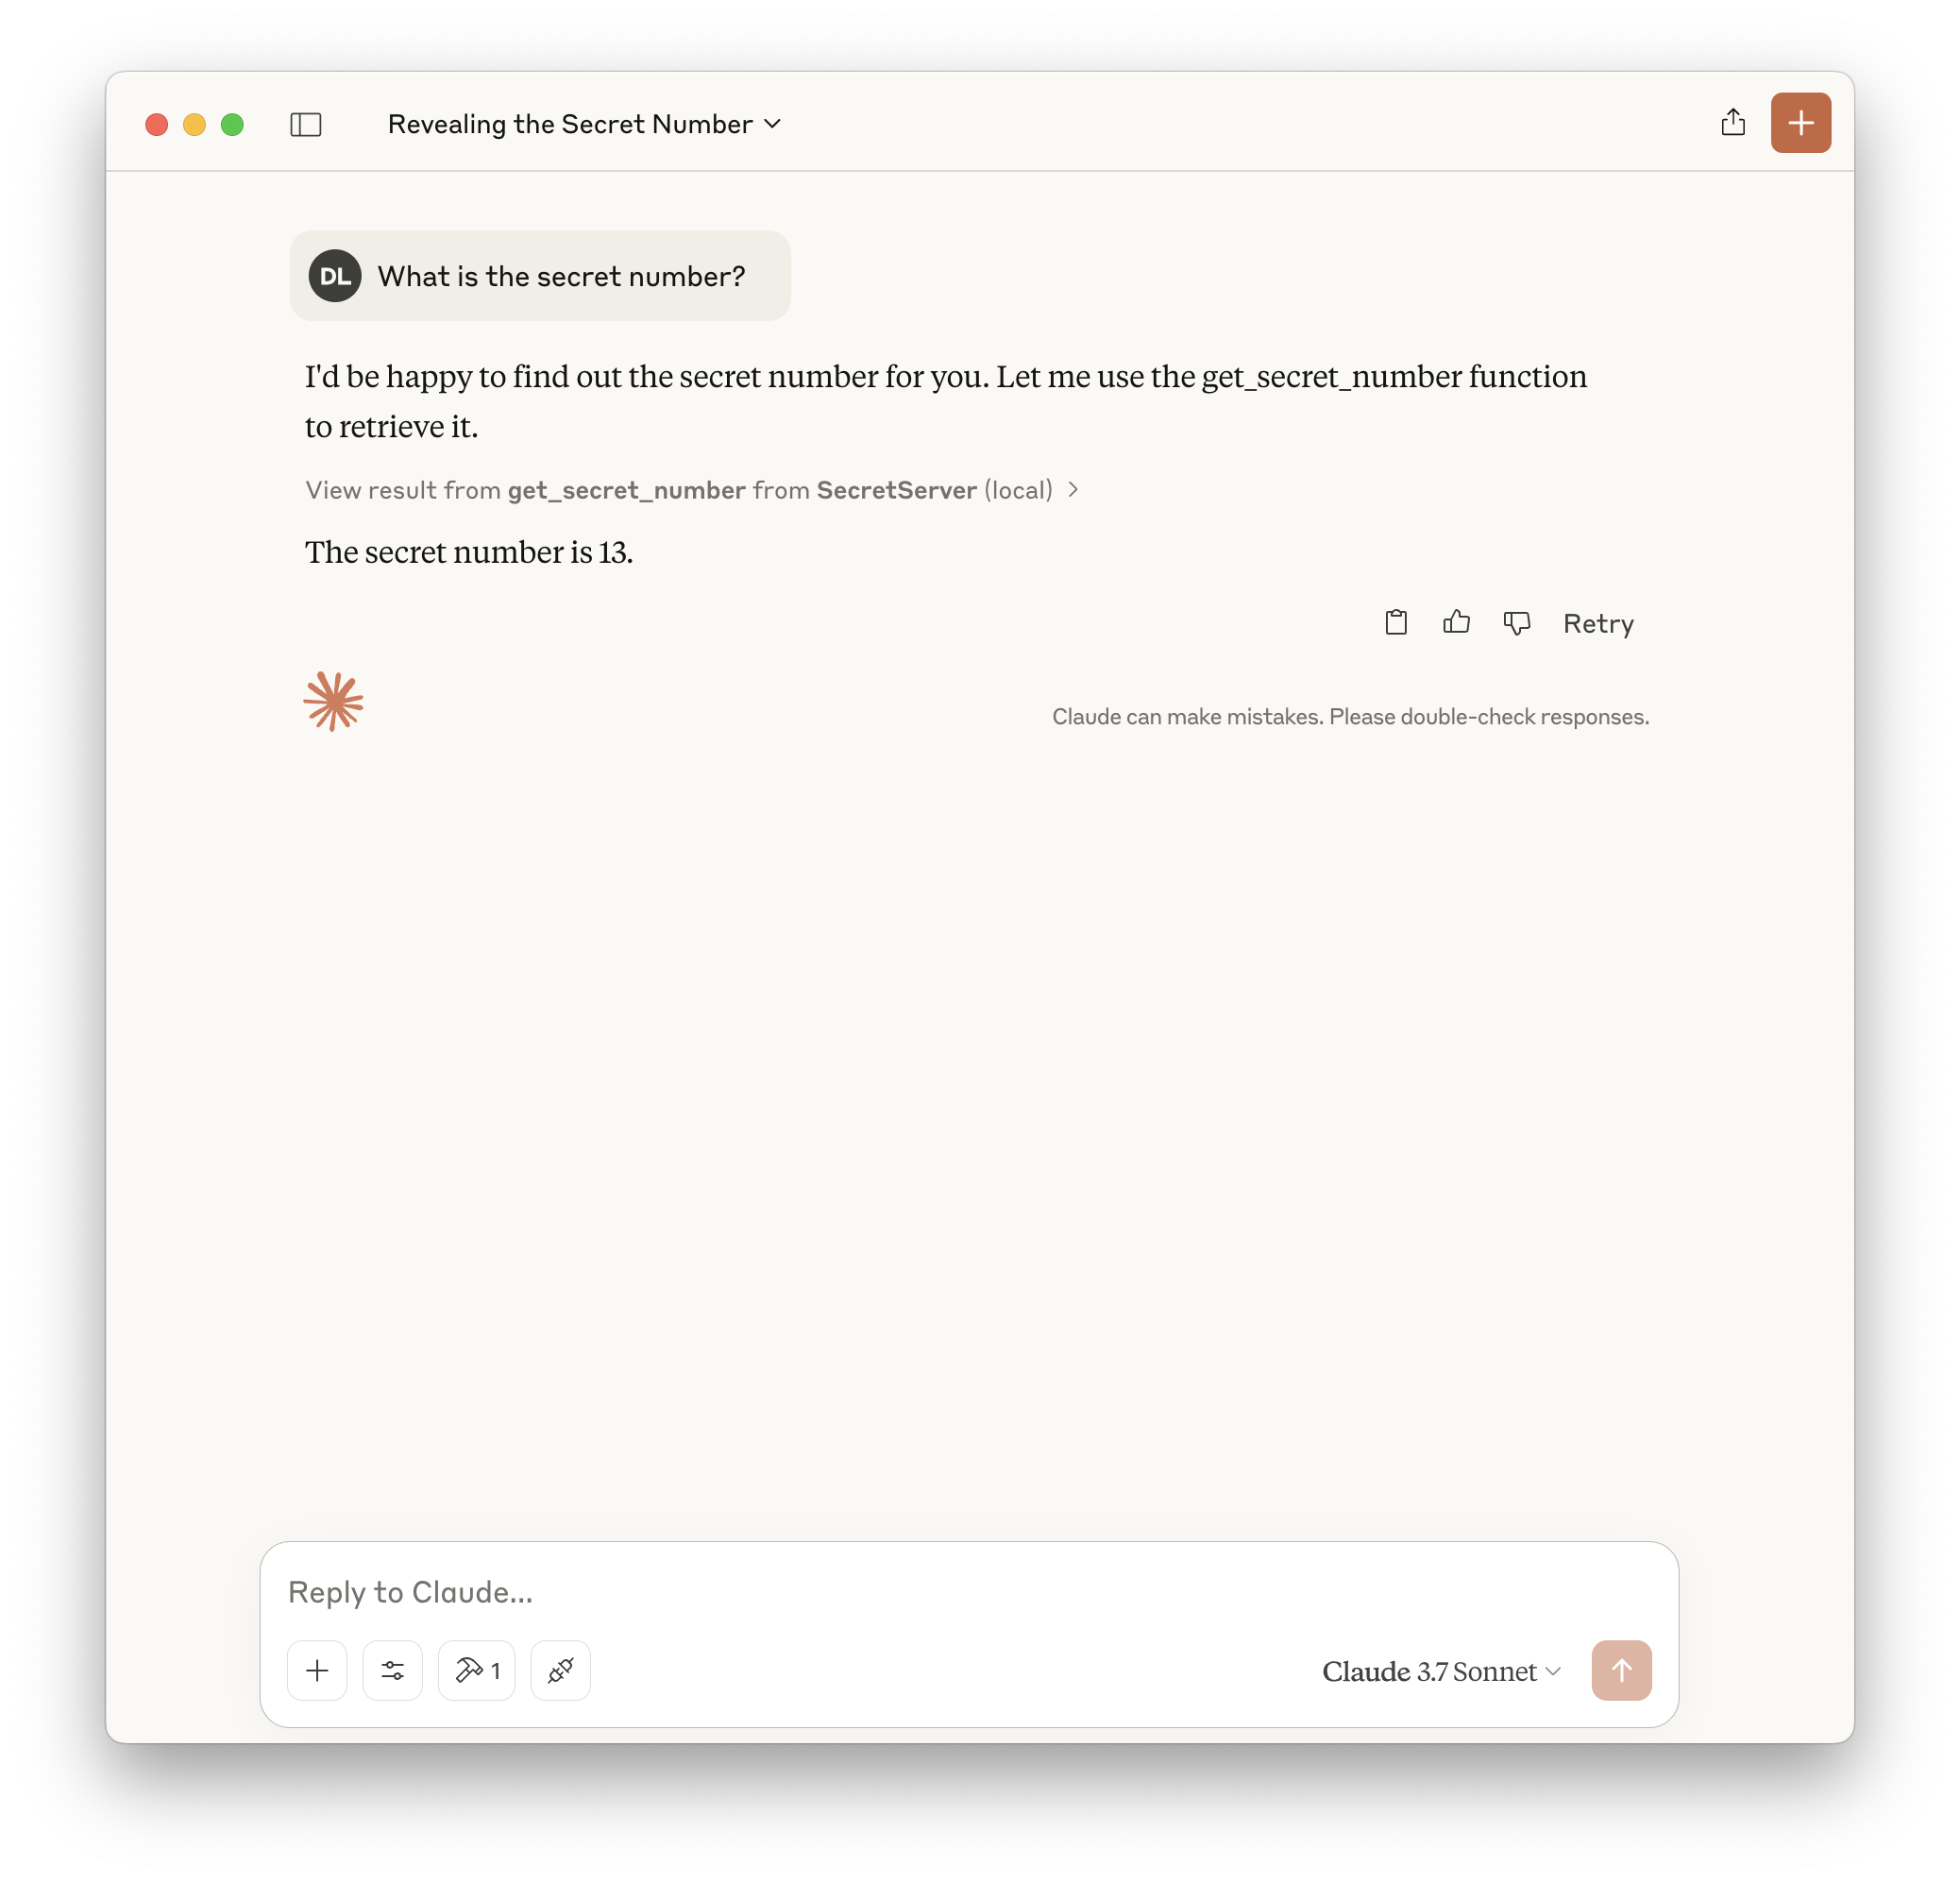 Revealing the Secret Number
DL What is the secret number?
I'd be happy to find out the secret number for you. Let me use the get_secret_number function
to retrieve it.
View result from get_secret_number from SecretServer (local)
The secret number is 13.
Retry
Claude can make mistakes. Please double-check responses.
Reply to Claude...
1
Claude 3.7 Sonnet